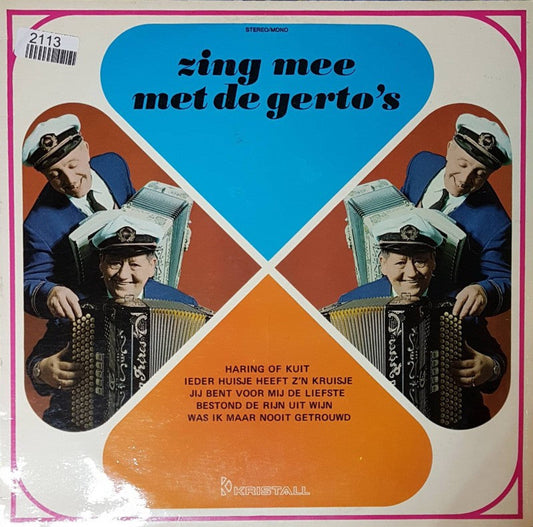 2113
STEREO/MONO
zing mee
met de gerto's
HARING OF KUIT
IEDER HUISJE HEEFT Z'N KRUISJE
JIJ BENT VOOR MIJ DE LIEFSTE
BESTOND DE RIJN UIT WIJN
WAS IK MAAR NOOIT GETROUWD
KRISTALL